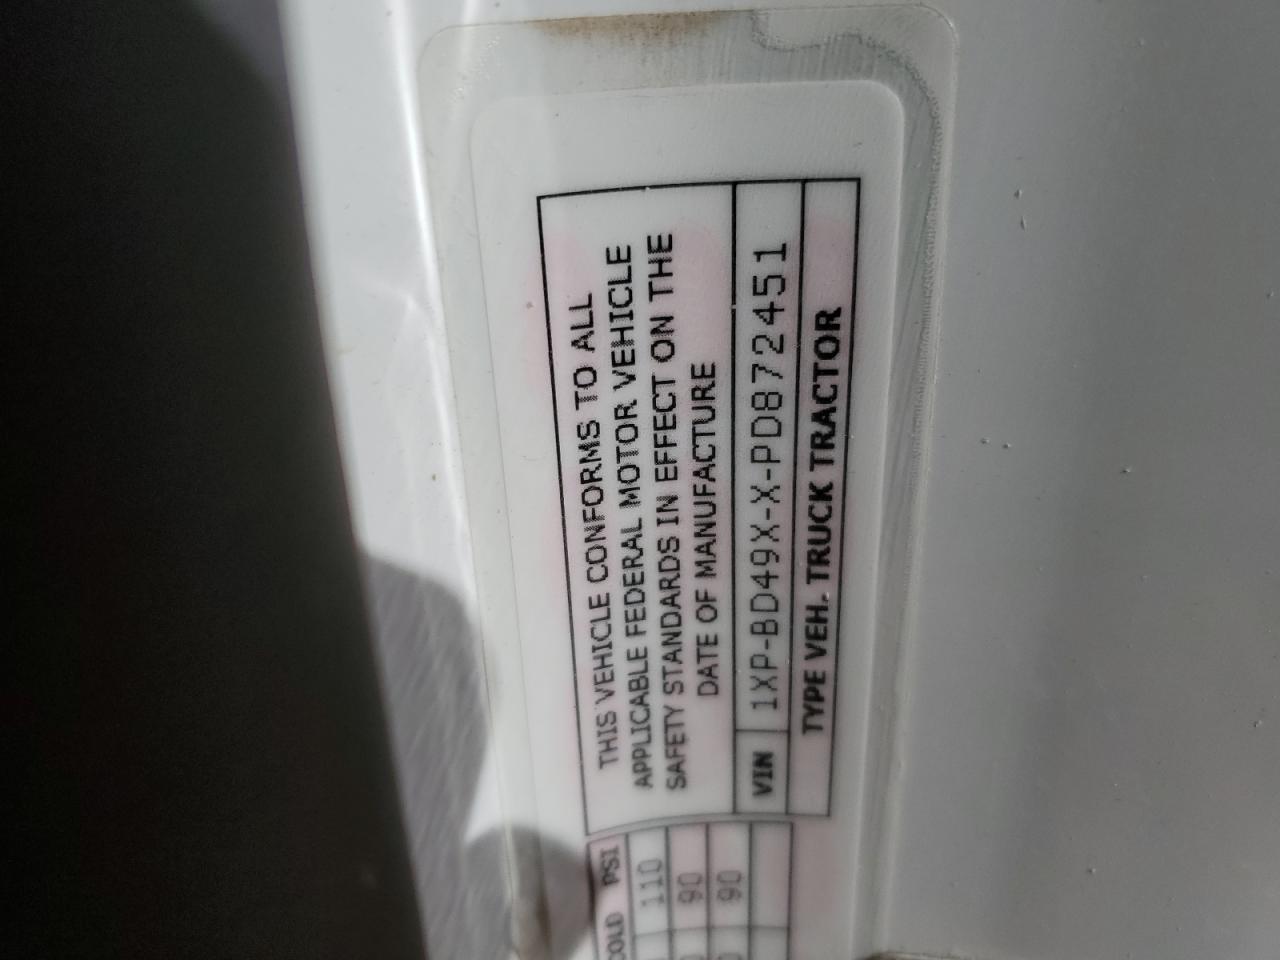 THIS VEHICLE CONFORMS TO ALL
APPLICABLE FEDERAL MOTOR VEHICLE
SAFETY STANDARDS IN EFFECT ON THE
DATE OF MANUFACTURE
VIN 1XP-BD49X-X-PD872451
TYPE VEH. TRUCK TRACTOR
COLD PSI
110
90
90